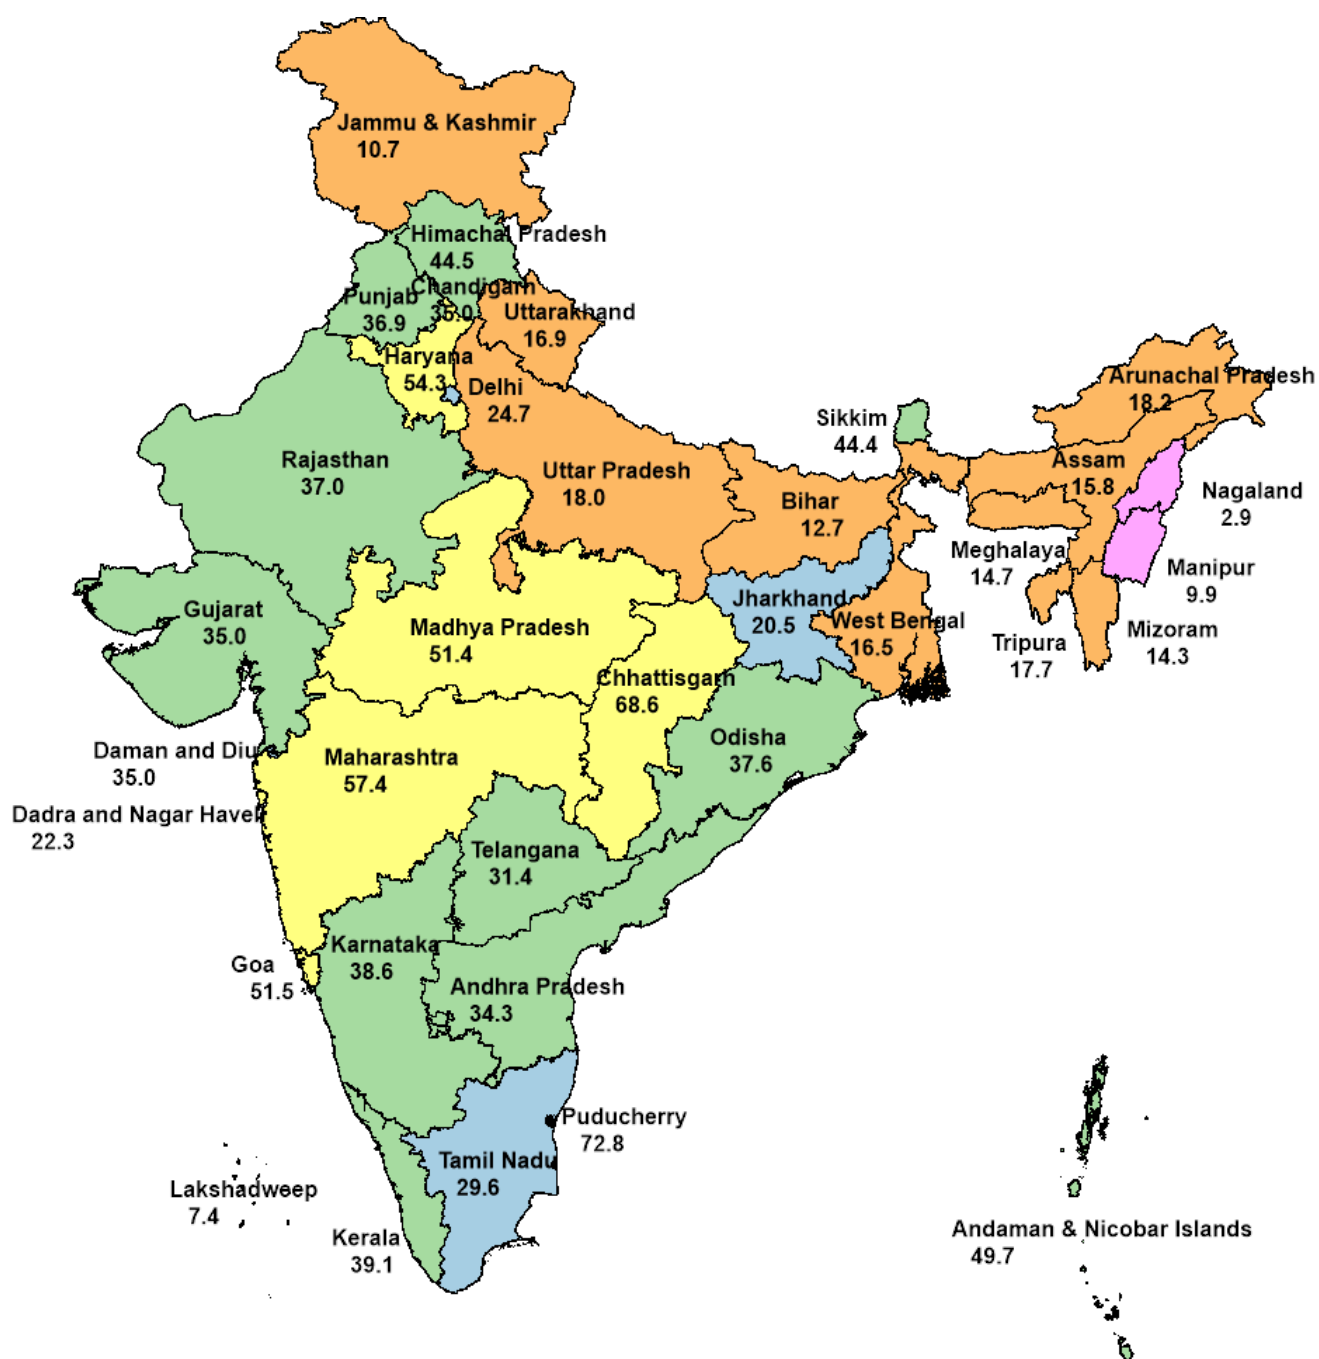 Jammu & Kashmir
10.7
Himachal Pradesh
44.5
Chandigarh
35.0
Punjab
36.9
Uttarakhand
16.9
Haryana
54.3
Delhi
24.7
Arunachal Pradesh
18.2
Sikkim
44.4
Rajasthan
37.0
Uttar Pradesh
18.0
Assam
15.8
Bihar
12.7
Nagaland
2.9
Meghalaya
14.7
Manipur
9.9
Gujarat
35.0
Jharkhand
20.5
Madhya Pradesh
51.4
West Bengal
16.5
Tripura
17.7
Mizoram
14.3
Chhattisgarh
68.6
Odisha
37.6
Daman and Diu
35.0
Maharashtra
57.4
Dadra and Nagar Haveli
22.3
Telangana
31.4
Karnataka
38.6
Goa
51.5
Andhra Pradesh
34.3
Puducherry
72.8
Tamil Nadu
29.6
Lakshadweep
7.4
Kerala
39.1
Andaman & Nicobar Islands
49.7